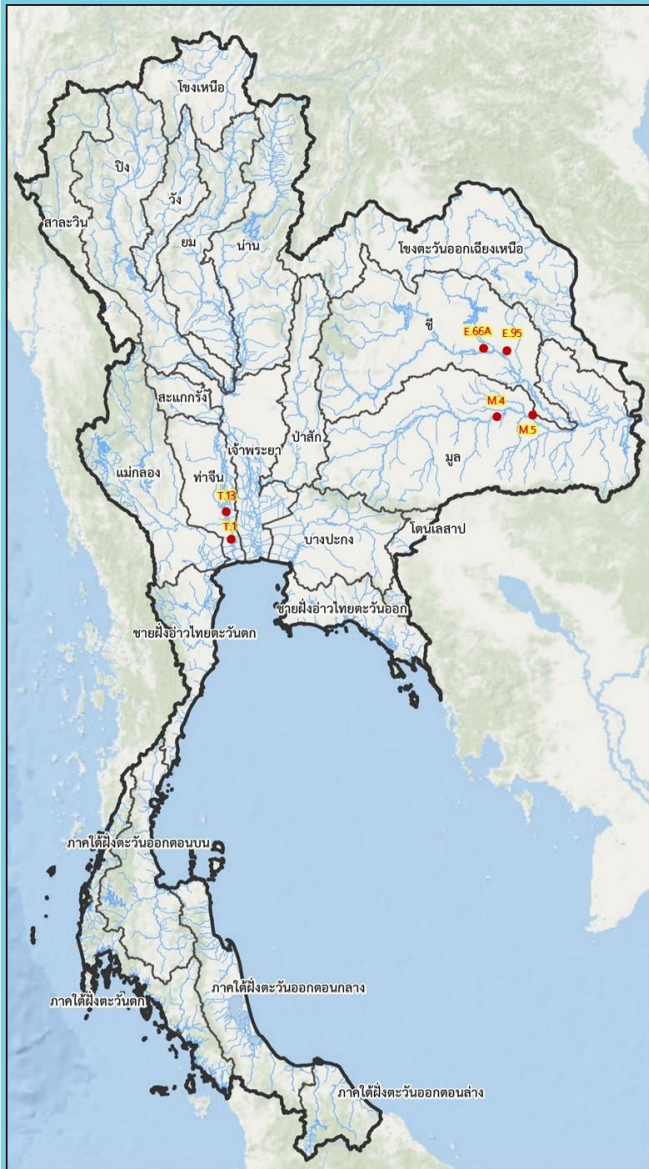 โขงเหนือ
ปิง
วัง
สาละวิน
ยม
น่าน
โขงตะวันออกเฉียงเหนือ
ชี
E.66A
E.95
สะแกกรัง
M.4
เจ้าพระยา
ป่าสัก
M.5
มูล
แม่กลอง
ท่าจีน
T.13
T.1
บางปะกง
โตนเลสาป
ชายฝั่งอ่าวไทยตะวันออก
ชายฝั่งอ่าวไทยตะวันตก
ภาคใต้ฝั่งตะวันออกตอนบน
ภาคใต้ฝั่งตะวันออกตอนกลาง
ภาคใต้ฝั่งตะวันตก
ภาคใต้ฝั่งตะวันออกตอนล่าง